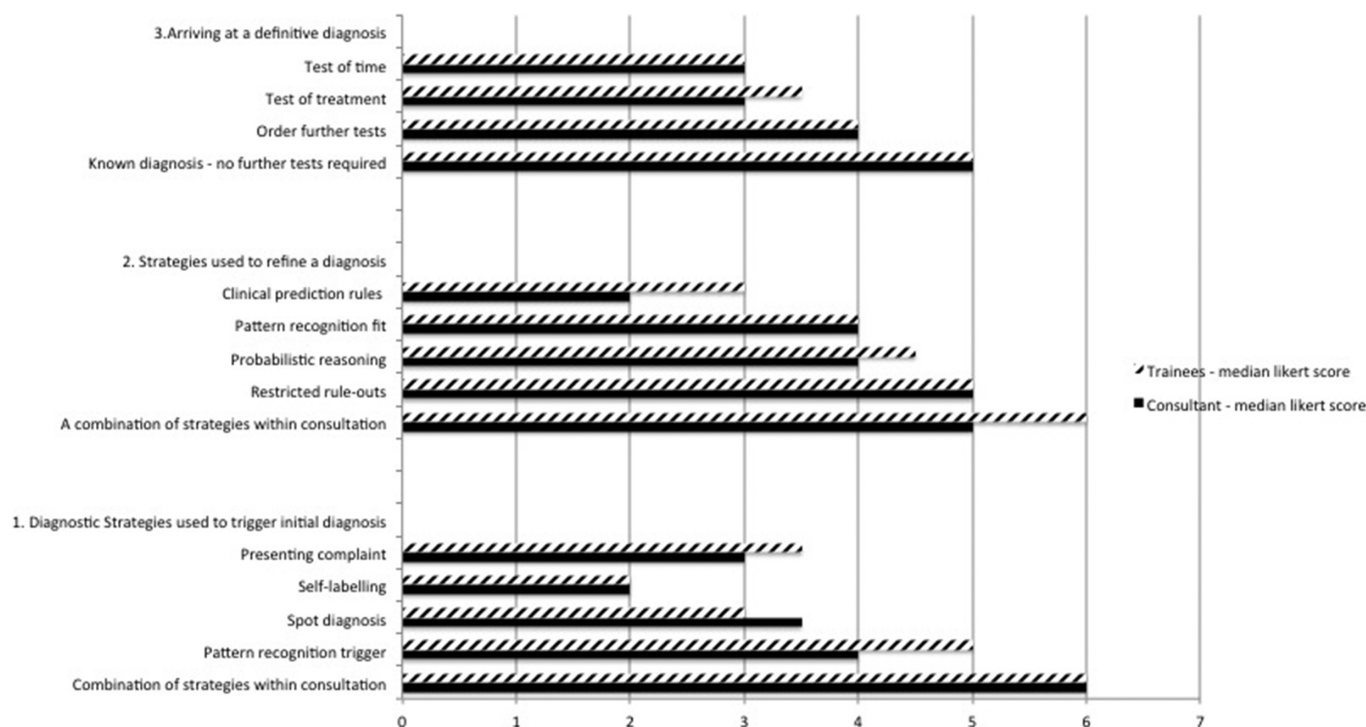 3.Arriving at a definitive diagnosis
Test of time
Test of treatment
Order further tests
Known diagnosis - no further tests required
2. Strategies used to refine a diagnosis
Clinical prediction rules
Pattern recognition fit
Probabilistic reasoning
Restricted rule-outs
A combination of strategies within consultation
1. Diagnostic Strategies used to trigger initial diagnosis
Presenting complaint
Self-labelling
Spot diagnosis
Pattern recognition trigger
Combination of strategies within consultation
0 1 2 3 4 5 6 7
Trainees - median likert score
Consultant - median likert score